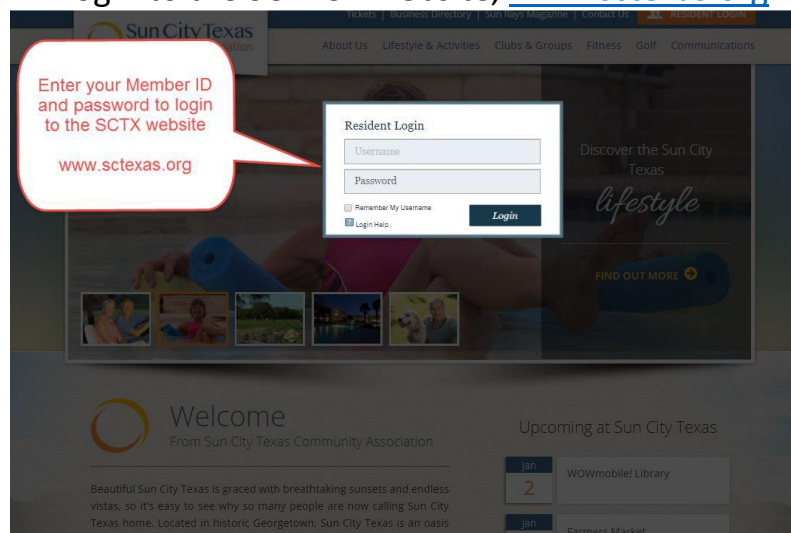 Tickets | Business Directory | Sun Rays Magazine | Contact Us RESIDENT LOGIN
Sun City Texas
About Us Lifestyle & Activities Clubs & Groups Fitness Golf Communications
Enter your Member ID
and password to login
to the SCTX website
www.sctexas.org
Resident Login
Username
Password
Remember My Username
? Login Help
Login
Discover the Sun City
Texas
lifestyle
FIND OUT MORE
Welcome
From Sun City Texas Community Association
Beautiful Sun City Texas is graced with breathtaking sunsets and endless
vistas, so it's easy to see why so many people are now calling Sun City
Texas home. Located in historic Georgetown, Sun City Texas is an oasis
Upcoming at Sun City Texas
Jan
2
WOWmobile! Library
Jan
Farmers Market